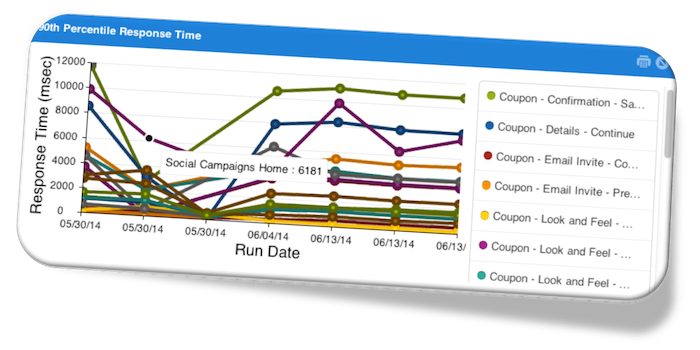 90th Percentile Response Time
Response Time (msec)
12000
10000
8000
6000
4000
2000
0
Social Campaigns Home : 6181
05/30/14
05/30/14
05/30/14
06/04/14
06/13/14
06/13/14
06/13/
Run Date
Coupon - Confirmation - Sa...
Coupon - Details - Continue
Coupon - Email Invite - Co...
Coupon - Email Invite - Pre...
Coupon - Look and Feel - ...
Coupon - Look and Feel - ...
Coupon - Look and Feel - ...